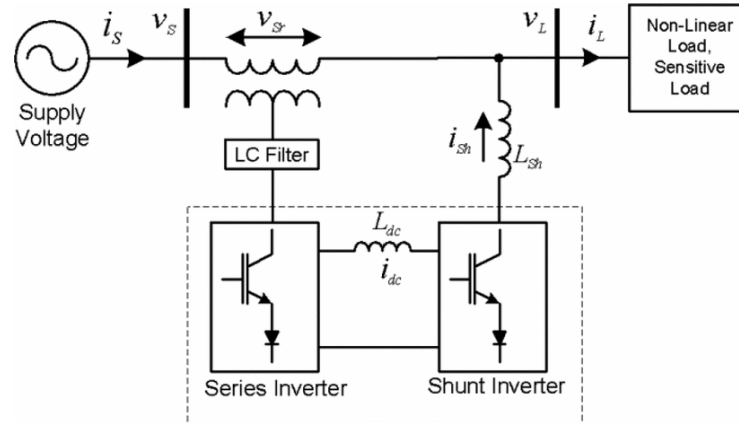 i_S
v_S
v_Sr
v_L
i_L
Non-Linear
Load,
Sensitive
Load
Supply
Voltage
LC Filter
i_Sh
L_Sh
L_dc
i_dc
Series Inverter
Shunt Inverter